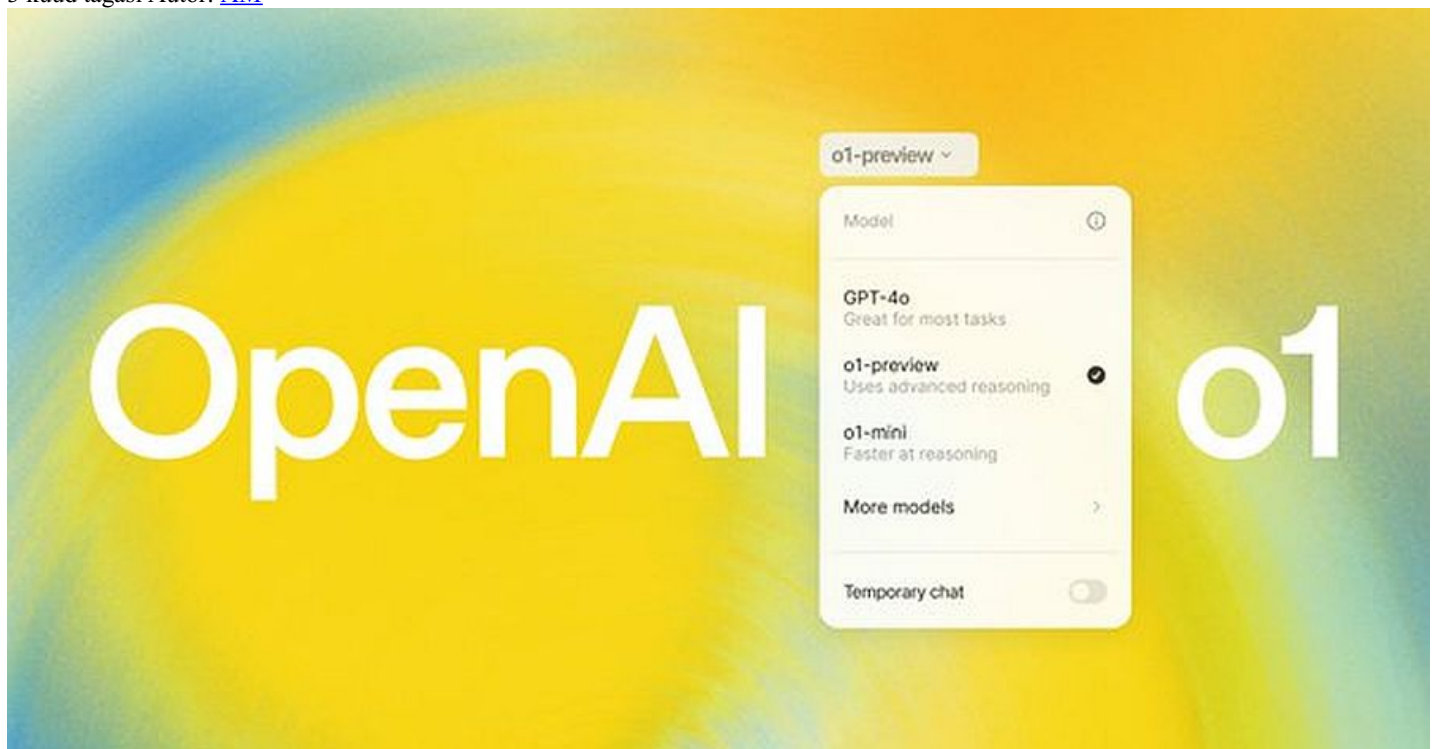 o1-preview
Model
GPT-4o
Great for most tasks
o1-preview
Uses advanced reasoning
OpenAI
o1
o1-mini
Faster at reasoning
More models
Temporary chat